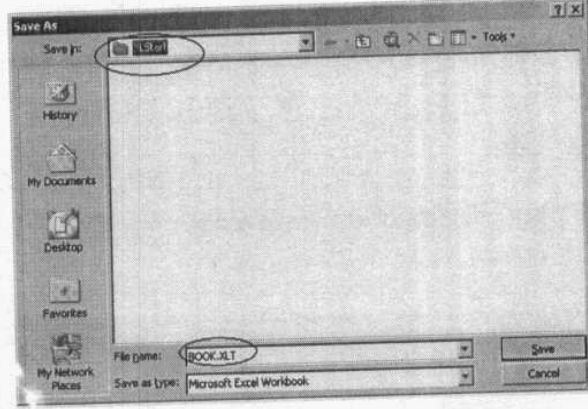 Save As
Save in:
XLStart
Tools
History
My Documents
Desktop
Favorites
My Network
Places
File name:
BOOK.XLT
Save
Save as type:
Microsoft Excel Workbook
Cancel